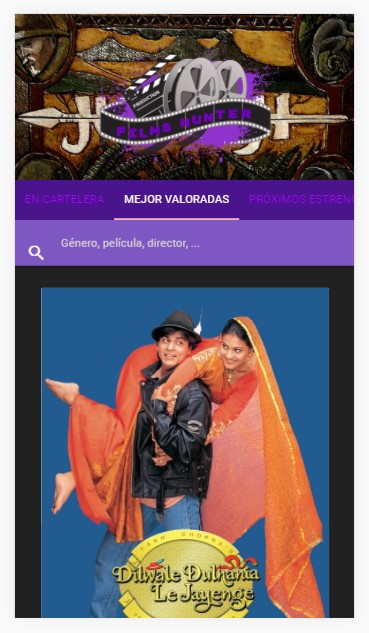 PRODUCTION
FILMS HUNTER
EN CARTELERA MEJOR VALORADAS PRÓXIMOS ESTREN
Género, película, director, ...
YASH CHOPRA'S
Dilwale Dulhania
Le Jayenge